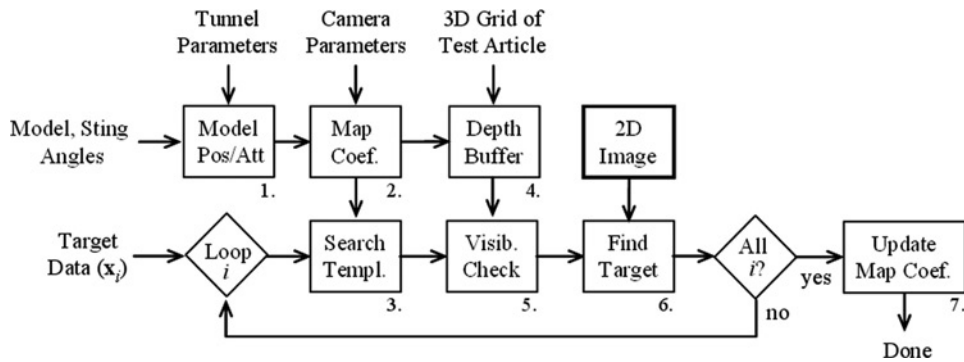 Tunnel
Parameters
Camera
Parameters
3D Grid of
Test Article
Model, Sting
Angles
Model
Pos/Att
1.
Map
Coef.
2.
Depth
Buffer
4.
2D
Image
Target
Data (xᵢ)
Loop
i
Search
Templ.
3.
Visib.
Check
5.
Find
Target
6.
All
i?
yes
no
Update
Map Coef.
7.
Done